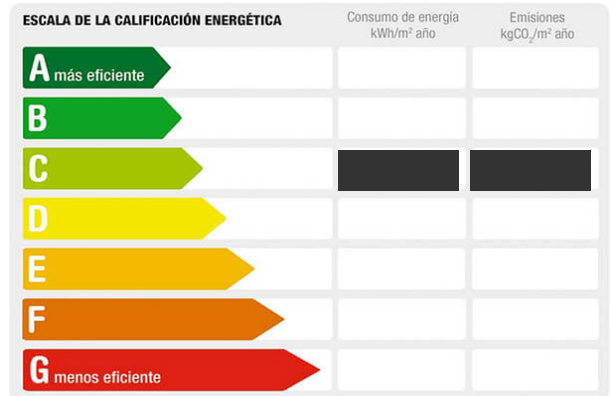 ESCALA DE LA CALIFICACIÓN ENERGÉTICA
Consumo de energía
kWh/m² año
Emisiones
kgCO₂/m² año
A más eficiente
B
C
D
E
F
G menos eficiente